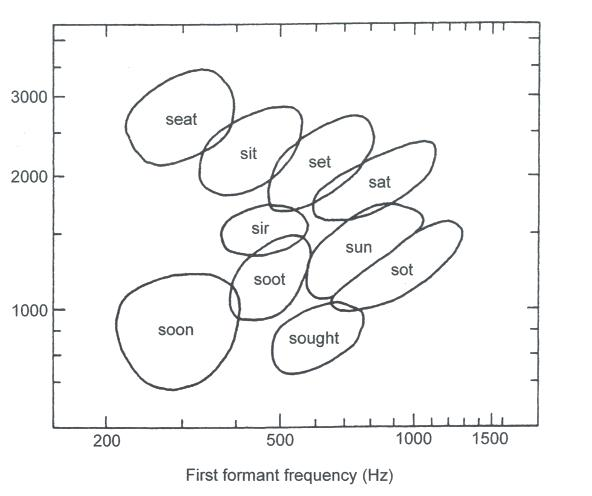 3000
seat
sit
set
2000
sat
sir
sun
soot
sot
1000
soon
sought
200 500 1000 1500
First formant frequency (Hz)